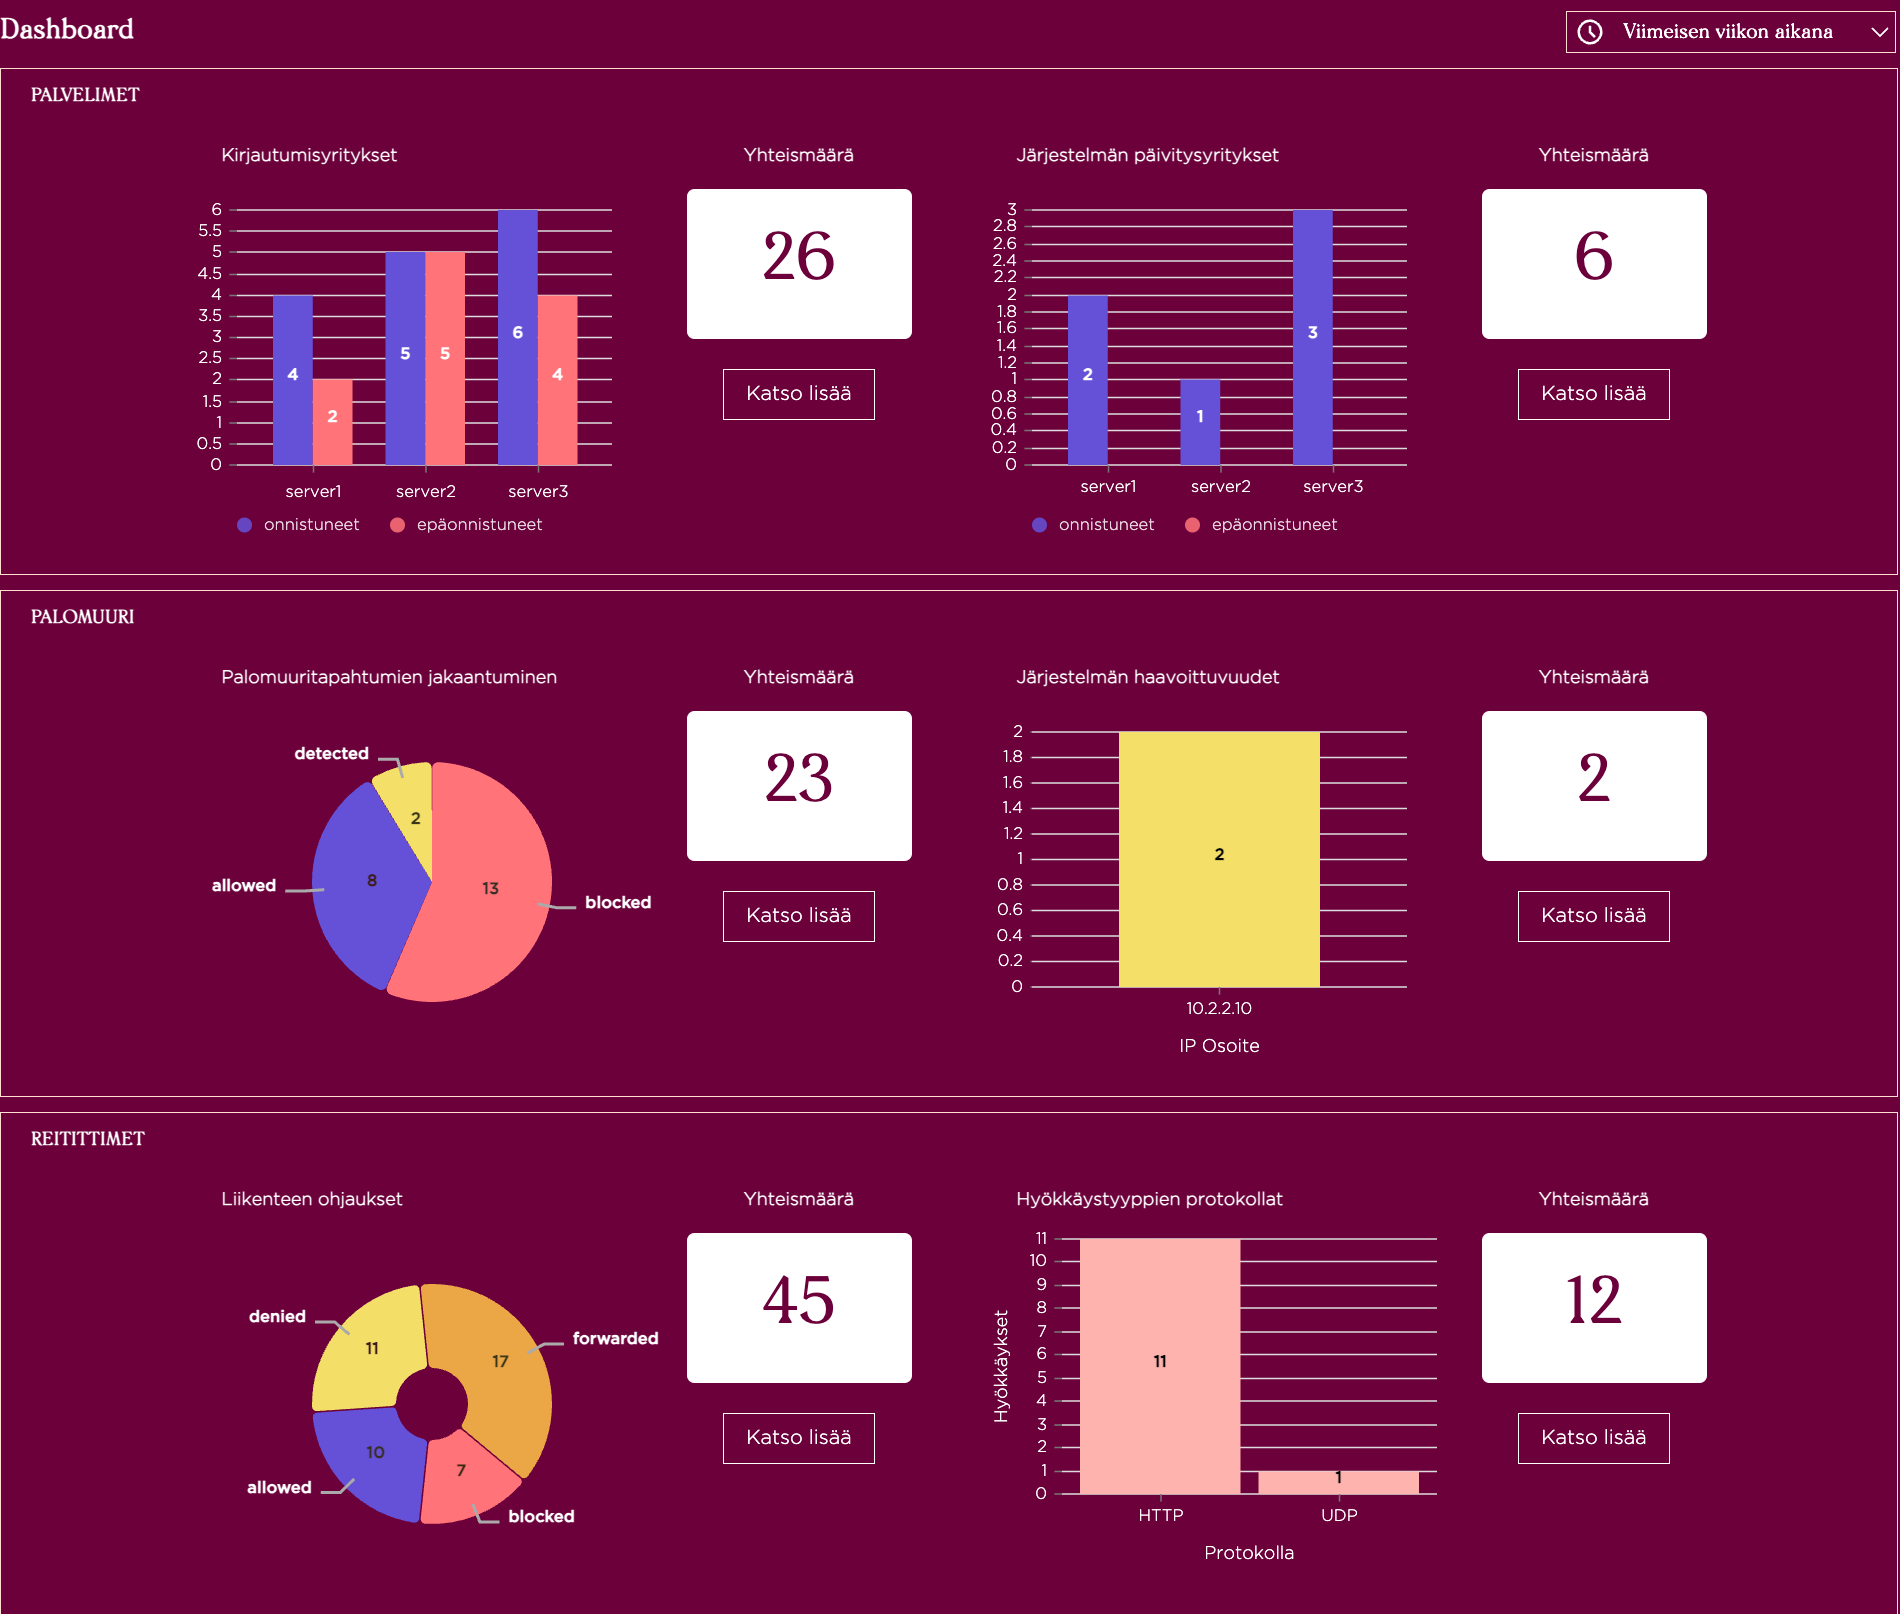 Dashboard
Viimeisen viikon aikana
PALVELIMET
Kirjautumisyritykset
6
5.5
5
4.5
4
3.5
3
2.5
2
1.5
1
0.5
0
4
2
5
5
6
4
server1
server2
server3
onnistuneet
epäonnistuneet
Yhteismäärä
26
Katso lisää
Järjestelmän päivitysyritykset
3
2.8
2.6
2.4
2.2
2
1.8
1.6
1.4
1.2
1
0.8
0.6
0.4
0.2
0
2
1
3
server1
server2
server3
onnistuneet
epäonnistuneet
Yhteismäärä
6
Katso lisää
PALOMUURI
Palomuuritapahtumien jakaantuminen
detected
2
allowed
8
13
blocked
Yhteismäärä
23
Katso lisää
Järjestelmän haavoittuvuudet
2
1.8
1.6
1.4
1.2
1
0.8
0.6
0.4
0.2
0
2
10.2.2.10
IP Osoite
Yhteismäärä
2
Katso lisää
REITITTIMET
Liikenteen ohjaukset
denied
11
17
forwarded
10
7
allowed
blocked
Yhteismäärä
45
Katso lisää
Hyökkäystyyppien protokollat
Hyökkäykset
11
10
9
8
7
6
5
4
3
2
1
0
11
1
HTTP
UDP
Protokolla
Yhteismäärä
12
Katso lisää